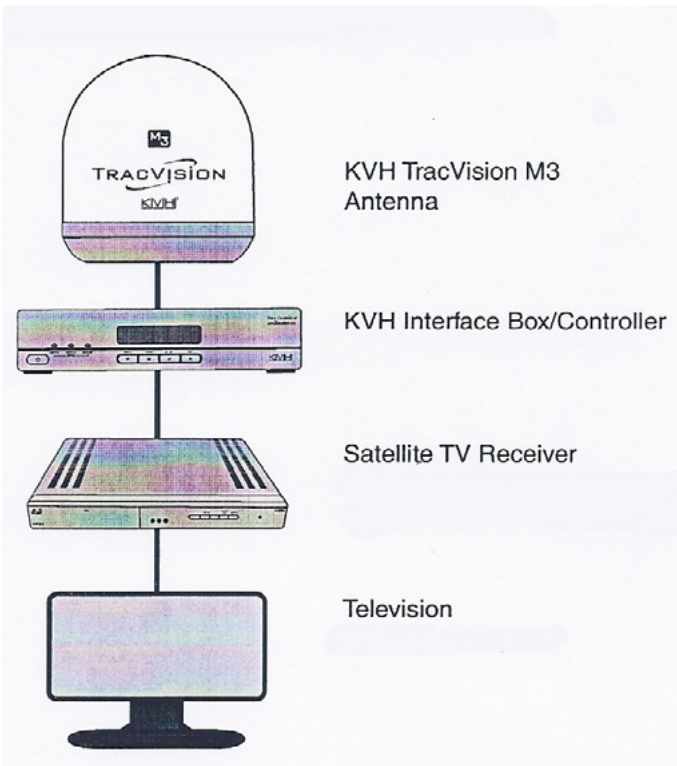 M3
TRACVISION
KVH
KVH TracVision M3
Antenna
KVH Interface Box/Controller
KVH
Satellite TV Receiver
Television